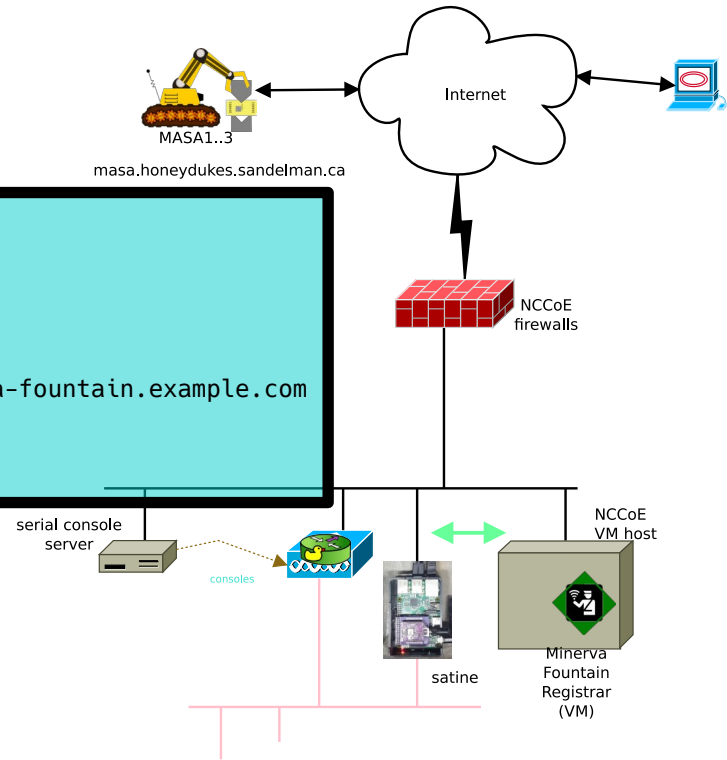 Internet
MASA1..3
masa.honeydukes.sandelman.ca
NCCoE
firewalls
-fountain.example.com
serial console
server
consoles
NCCoE
VM host
satine
Minerva
Fountain
Registrar
(VM)